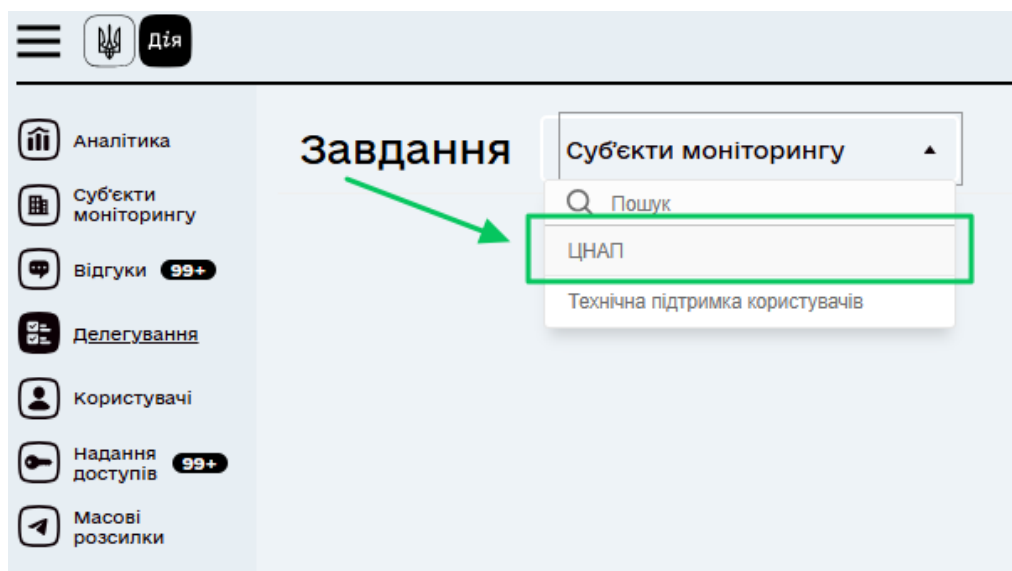 Дія
Аналітика
Суб'єкти
моніторингу
Відгуки 99+
Делегування
Користувачі
Надання
доступів 99+
Масові
розсилки
Завдання
Суб'єкти моніторингу
Пошук
ЦНАП
Технічна підтримка користувачів